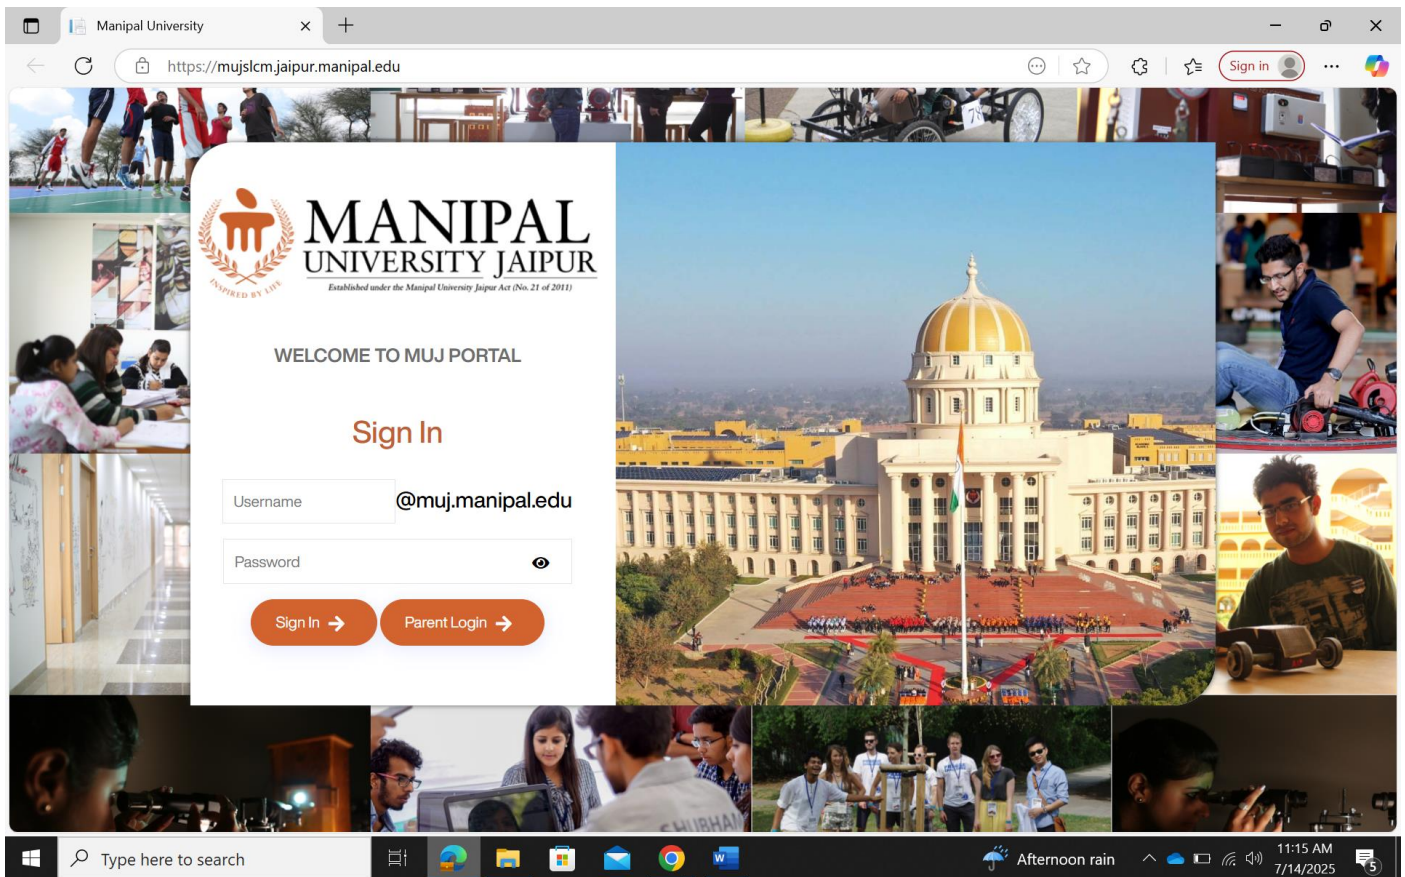 Manipal University
https://mujslcm.jaipur.manipal.edu
Sign in
7
INSPIRED BY LIFE
MANIPAL
UNIVERSITY JAIPUR
Established under the Manipal University Jaipur Act (No. 21 of 2011)
WELCOME TO MUJ PORTAL
Sign In
Username
@muj.manipal.edu
Password
Sign In
Parent Login
SHUBHAM
Type here to search
Afternoon rain
11:15 AM
7/14/2025
5